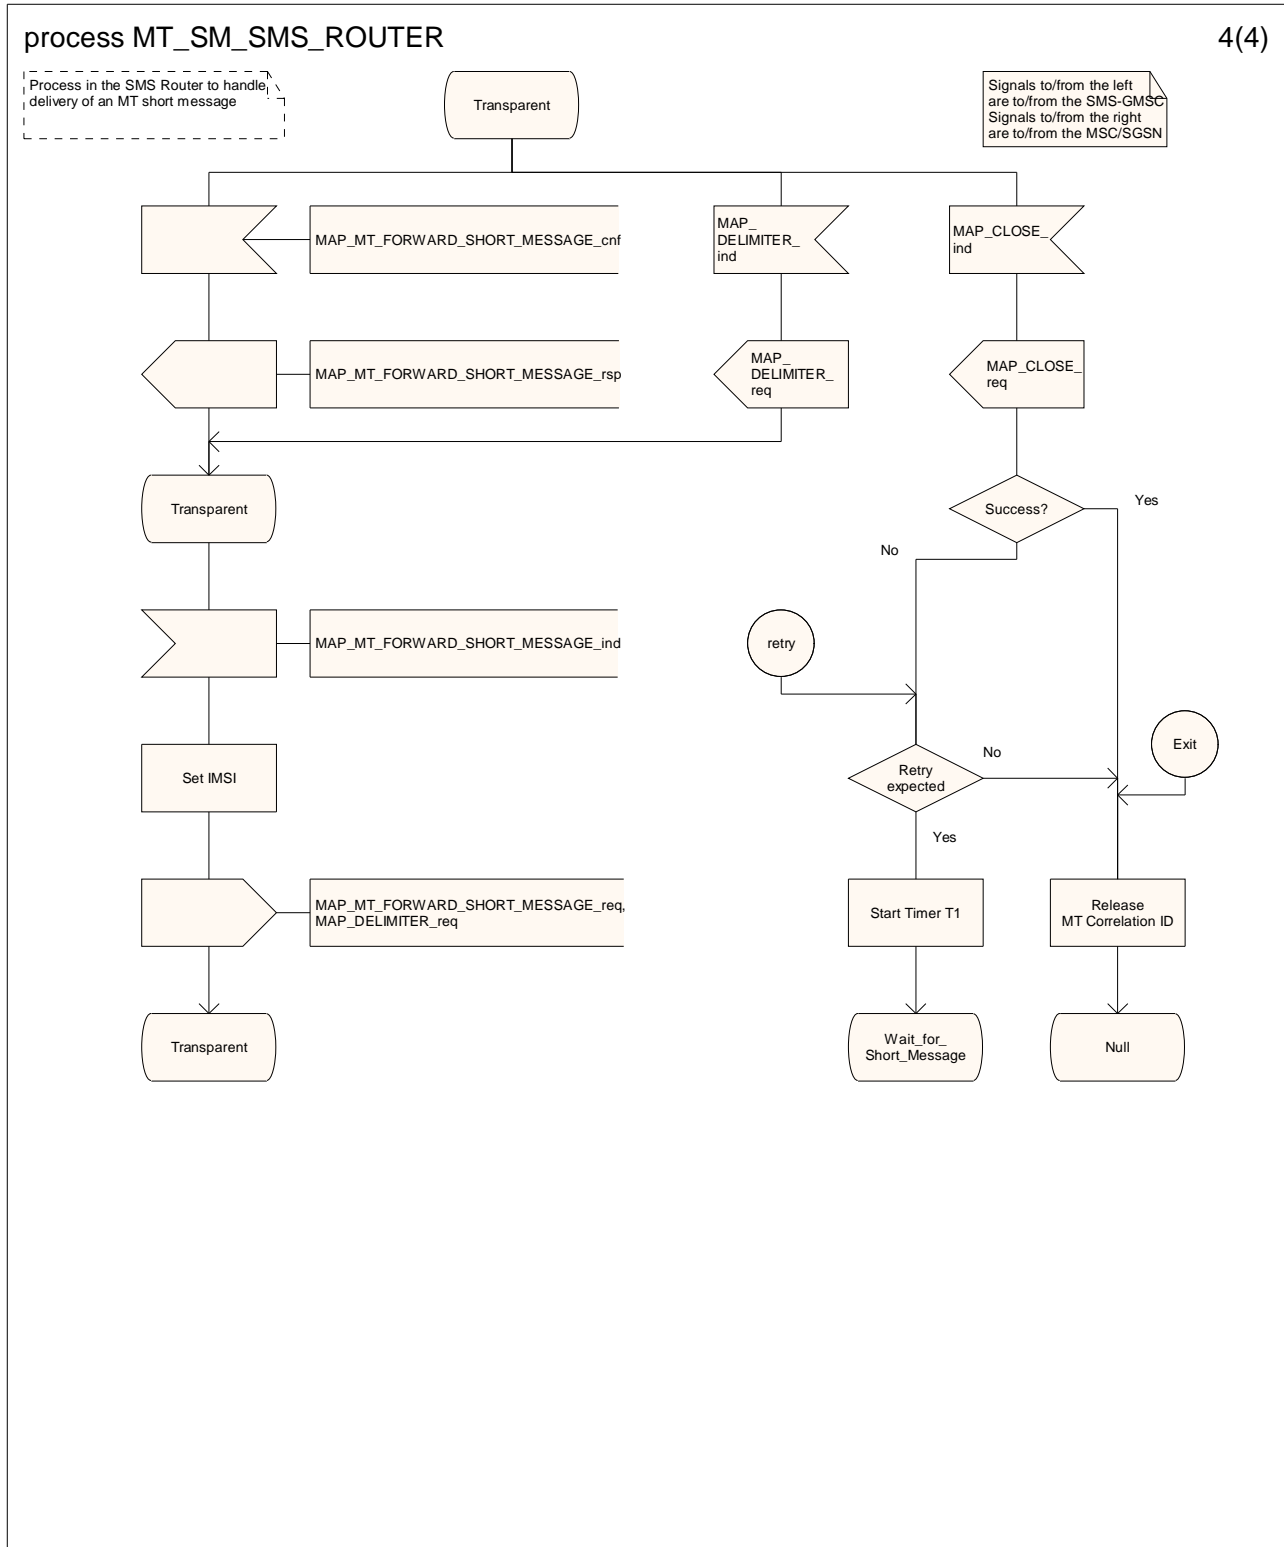 process MT_SM_SMS_ROUTER
4(4)
Process in the SMS Router to handle
delivery of an MT short message
Transparent
Signals to/from the left
are to/from the SMS-GMSC
Signals to/from the right
are to/from the MSC/SGSN
MAP_MT_FORWARD_SHORT_MESSAGE_cnf
MAP_
DELIMITER_
ind
MAP_CLOSE_
ind
MAP_MT_FORWARD_SHORT_MESSAGE_rsp
MAP_
DELIMITER_
req
MAP_CLOSE_
req
Transparent
Success?
Yes
No
MAP_MT_FORWARD_SHORT_MESSAGE_ind
retry
Set IMSI
Retry
expected
No
Exit
Yes
MAP_MT_FORWARD_SHORT_MESSAGE_req,
MAP_DELIMITER_req
Start Timer T1
Release
MT Correlation ID
Transparent
Wait_for_
Short_Message
Null